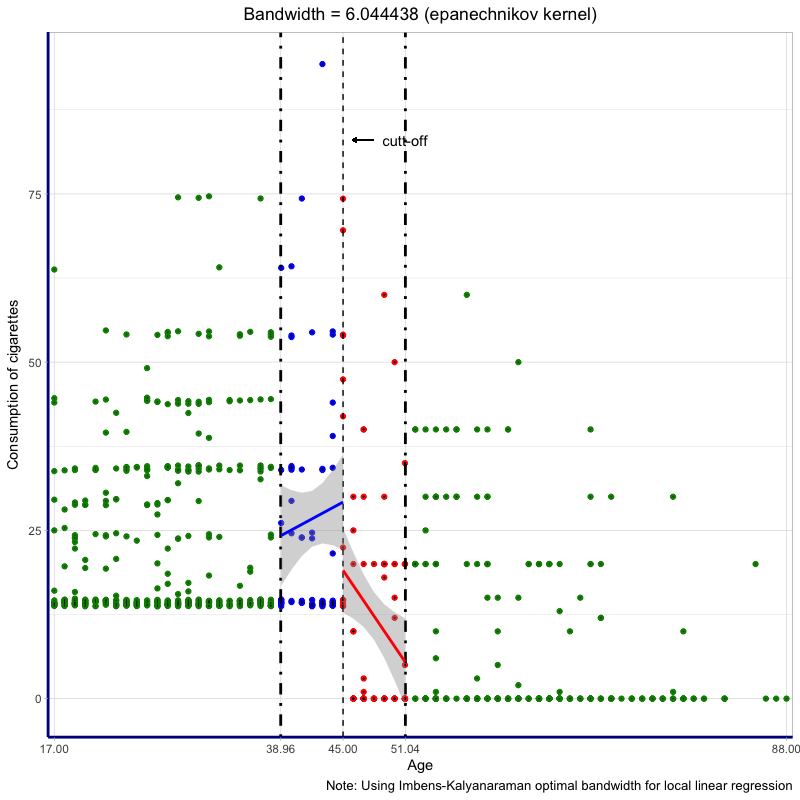 Bandwidth = 6.044438 (epanechnikov kernel)
cutt-off
Consumption of cigarettes
75
50
25
0
17.00 38.96 45.00 51.04 88.00
Age
Note: Using Imbens-Kalyanaraman optimal bandwidth for local linear regression